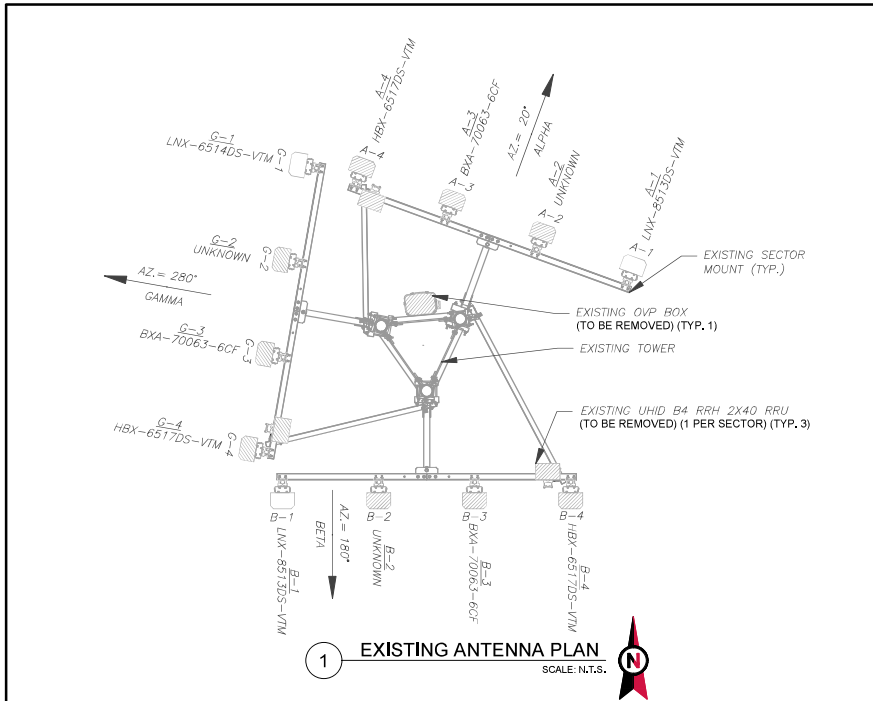 A-4
HBX-6517DS-VTM
A-4
A-3
BXA-70063-6CF
A-3
AZ.= 20°
ALPHA
A-2
UNKNOWN
A-2
A-1
LNX-8513DS-VTM
A-1
G-1
LNX-6514DS-VTM
G-1
G-2
UNKNOWN
G-2
AZ.= 280°
GAMMA
G-3
BXA-70063-6CF
G-3
G-4
HBX-6517DS-VTM
G-4
EXISTING SECTOR
MOUNT (TYP.)
EXISTING OVP BOX
(TO BE REMOVED) (TYP. 1)
EXISTING TOWER
EXISTING UHID B4 RRH 2X40 RRU
(TO BE REMOVED) (1 PER SECTOR) (TYP. 3)
B-1
B-1
LNX-8513DS-VTM
AZ.= 180°
BETA
B-2
B-2
UNKNOWN
B-3
B-3
BXA-70063-6CF
B-4
B-4
HBX-6517DS-VTM
1
EXISTING ANTENNA PLAN
SCALE: N.T.S.
N